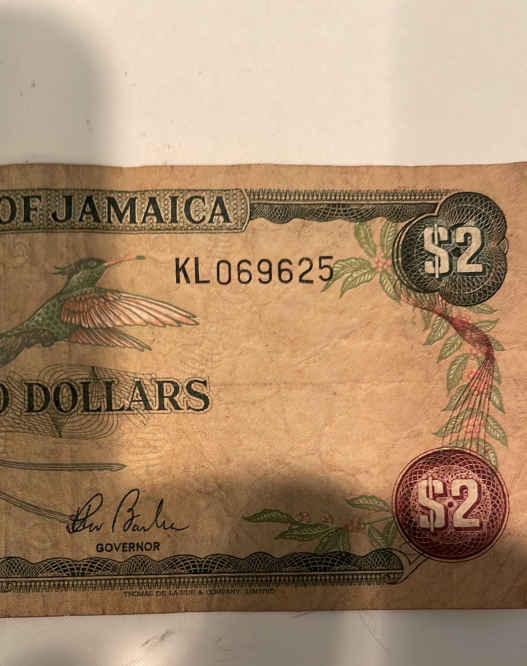 OF JAMAICA
$2
KL069625
DOLLARS
$2
GOVERNOR
THOMAS DE LA RUE & COMPANY, LIMITED